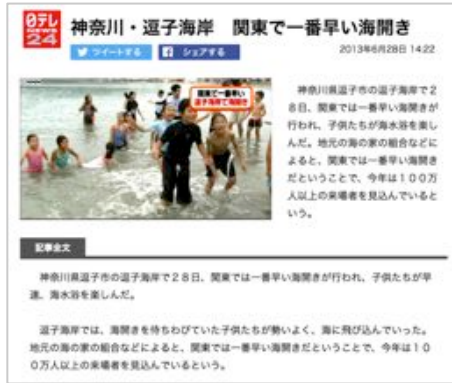 日テレ
NEWS
24
神奈川・逗子海岸　関東で一番早い海開き
ツイートする
シェアする
2013年6月28日 14:22
関東で一番早い
逗子海岸で海開き
神奈川県逗子市の逗子海岸で2
8日、関東では一番早い海開きが
行われ、子供たちが海水浴を楽し
んだ。地元の海の家の組合などに
よると、関東では一番早い海開き
だということで、今年は100万
人以上の来場者を見込んでいると
いう。
記事全文
神奈川県逗子市の逗子海岸で28日、関東では一番早い海開きが行われ、子供たちが早
速、海水浴を楽しんだ。
逗子海岸では、海開きを待ちわびていた子供たちが勢いよく、海に飛び込んでいった。
地元の海の家の組合などによると、関東では一番早い海開きだということで、今年は10
0万人以上の来場者を見込んでいるという。